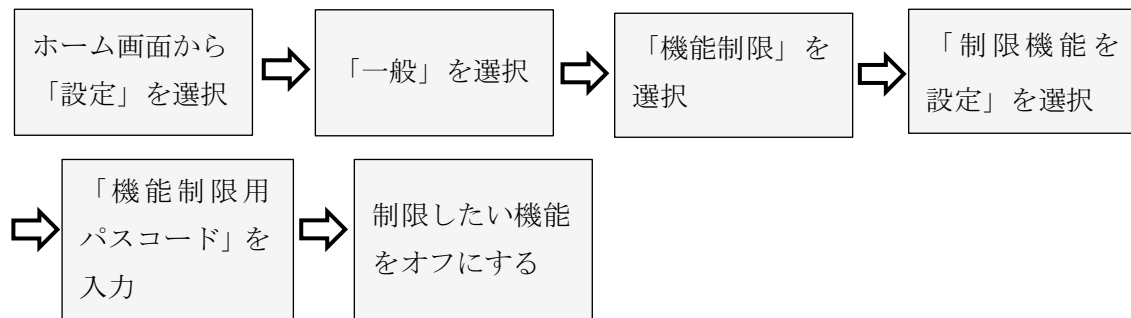 ホーム画面から
「設定」を選択
「一般」を選択
「機能制限」を
選択
「制限機能を
設定」を選択
「機能制限用
パスコード」を
入力
制限したい機能
をオフにする